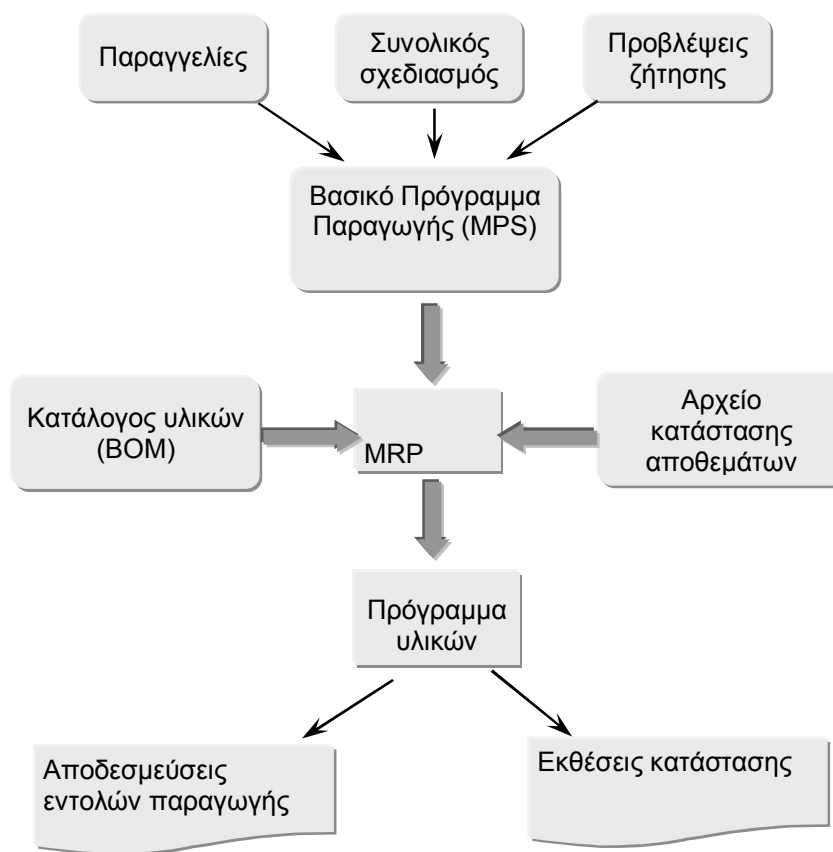 Παραγγελίες
Συνολικός
σχεδιασμός
Προβλέψεις
ζήτησης
Βασικό Πρόγραμμα
Παραγωγής (MPS)
Κατάλογος υλικών
(BOM)
MRP
Αρχείο
κατάστασης
αποθεμάτων
Πρόγραμμα
υλικών
Αποδεσμεύσεις
εντολών παραγωγής
Εκθέσεις κατάστασης